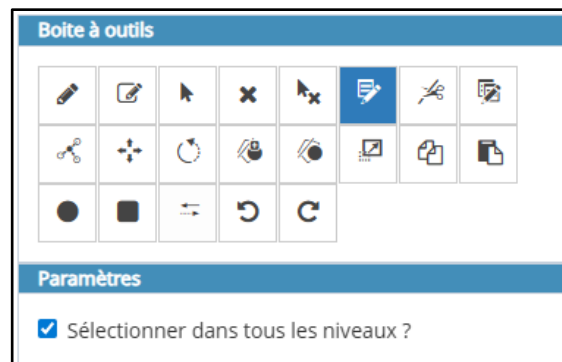 Boite à outils
Paramètres
Sélectionner dans tous les niveaux ?